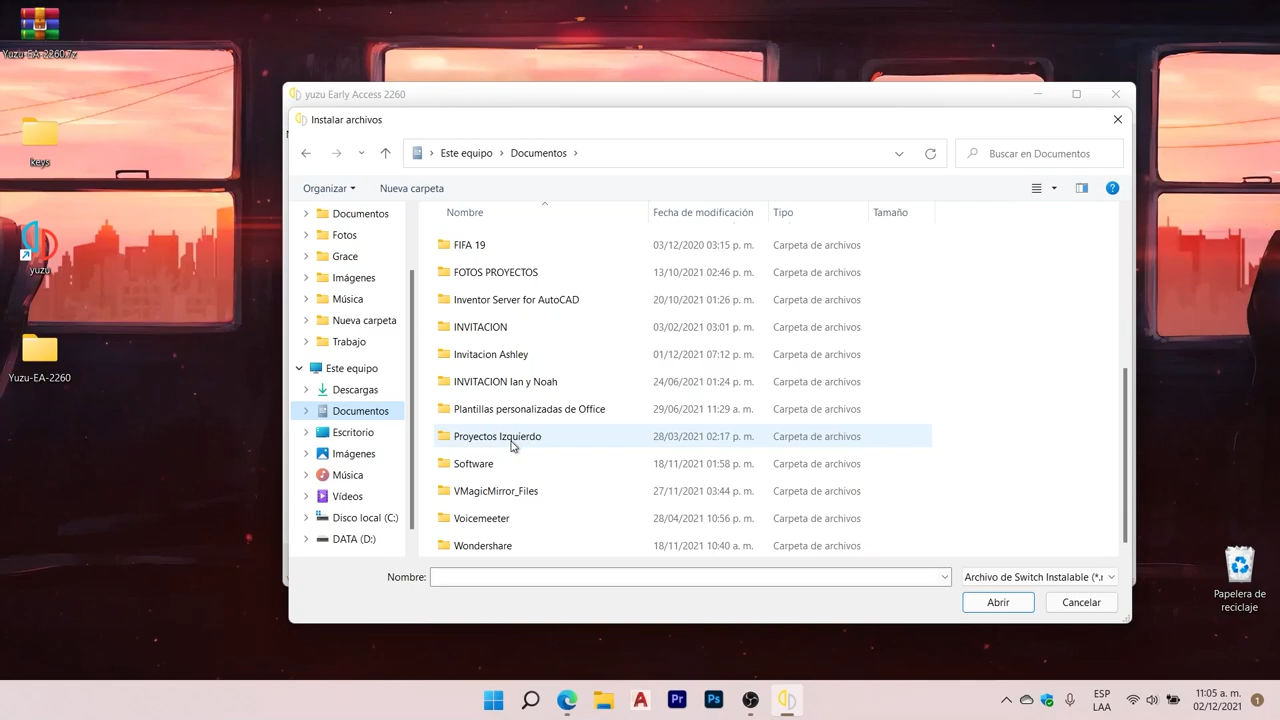 Yuzu-EA-2260.7z
keys
yuzu
Yuzu-EA-2260
yuzu Early Access 2260
Instalar archivos
Este equipo
Documentos
Buscar en Documentos
Organizar
Nueva carpeta
Documentos
Fotos
Grace
Imágenes
Música
Nueva carpeta
Trabajo
Este equipo
Descargas
Documentos
Escritorio
Imágenes
Música
Vídeos
Disco local (C:)
DATA (D:)
Nombre Fecha de modificación Tipo Tamaño
FIFA 19 03/12/2020 03:15 p. m. Carpeta de archivos
FOTOS PROYECTOS 13/10/2021 02:46 p. m. Carpeta de archivos
Inventor Server for AutoCAD 20/10/2021 01:26 p. m. Carpeta de archivos
INVITACION 03/02/2021 03:01 p. m. Carpeta de archivos
Invitacion Ashley 01/12/2021 07:12 p. m. Carpeta de archivos
INVITACION Ian y Noah 24/06/2021 01:24 p. m. Carpeta de archivos
Plantillas personalizadas de Office 29/06/2021 11:29 a. m. Carpeta de archivos
Proyectos Izquierdo 28/03/2021 02:17 p. m. Carpeta de archivos
Software 18/11/2021 01:58 p. m. Carpeta de archivos
VMagicMirror_Files 27/11/2021 03:44 p. m. Carpeta de archivos
Voicemeeter 28/04/2021 10:56 p. m. Carpeta de archivos
Wondershare 18/11/2021 10:40 a. m. Carpeta de archivos
Nombre:
Archivo de Switch Instalable (*.
Abrir
Cancelar
Papelera de
reciclaje
A
Pr
Ps
ESP
LAA
11:05 a. m.
02/12/2021
1